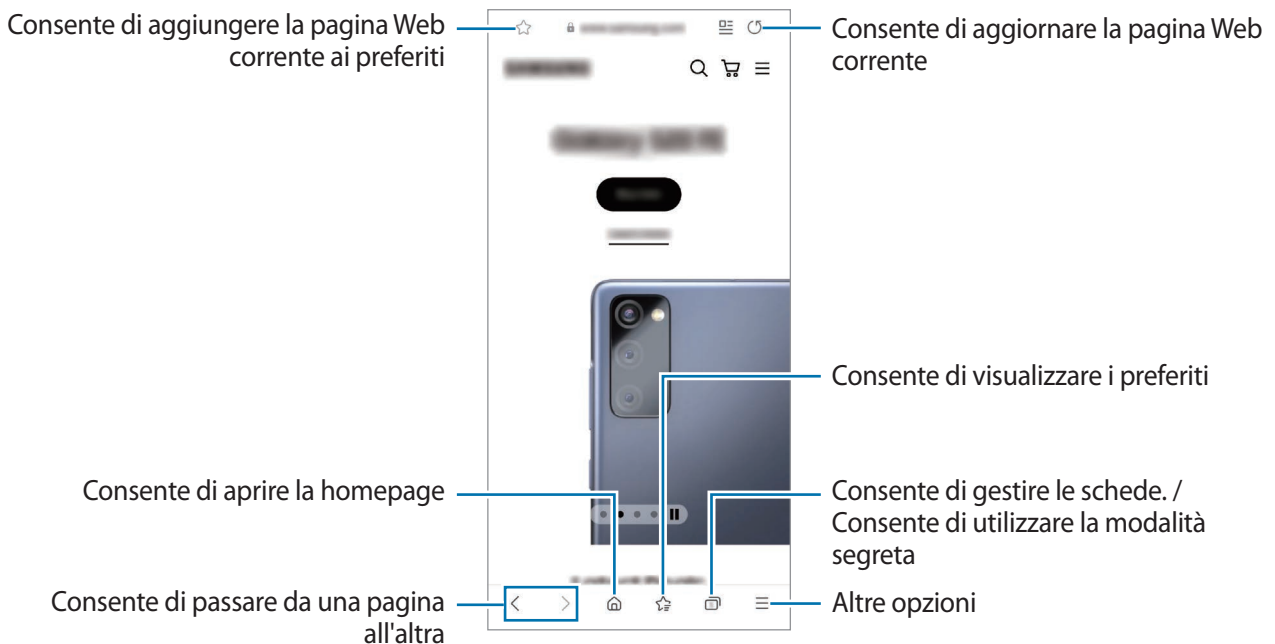 Consente di aggiungere la pagina Web
corrente ai preferiti
Consente di aggiornare la pagina Web
corrente
Consente di visualizzare i preferiti
Consente di aprire la homepage
Consente di gestire le schede. /
Consente di utilizzare la modalità
segreta
Consente di passare da una pagina
all'altra
Altre opzioni